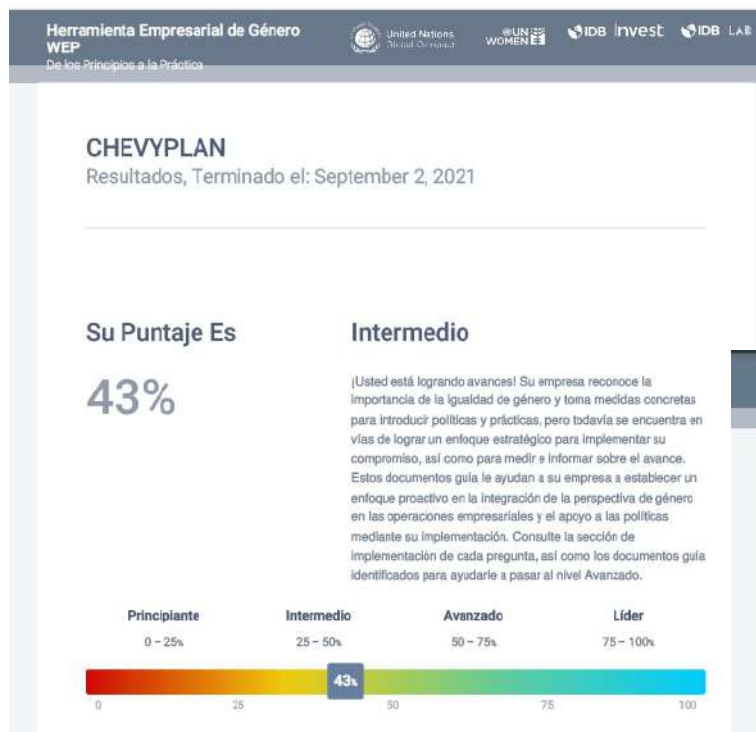 Herramienta Empresarial de Género
WEP
De los Principios a la Práctica
United Nations
Global Compact
UN
WOMEN
IDB Invest
IDB LAB
CHEVYPLAN
Resultados, Terminado el: September 2, 2021
Su Puntaje Es
43%
Intermedio
¡Usted está logrando avances! Su empresa reconoce la
importancia de la igualdad de género y toma medidas concretas
para introducir políticas y prácticas, pero todavía se encuentra en
vías de lograr un enfoque estratégico para implementar su
compromiso, así como para medir e informar sobre el avance.
Estos documentos guía le ayudan a su empresa a establecer un
enfoque proactivo en la integración de la perspectiva de género
en las operaciones empresariales y el apoyo a las políticas
mediante su implementación. Consulte la sección de
implementación de cada pregunta, así como los documentos guía
identificados para ayudarle a pasar al nivel Avanzado.
Principiante Intermedio Avanzado Líder
0 – 25% 25 – 50% 50 – 75% 75 – 100%
43%
0 25 50 75 100